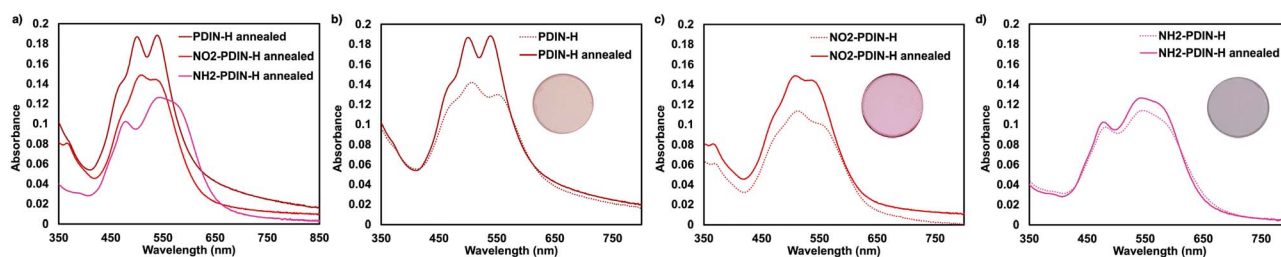 a)
0.2
0.18
0.16
0.14
0.12
0.1
0.08
0.06
0.04
0.02
0
Absorbance
PDIN-H annealed
NO2-PDIN-H annealed
NH2-PDIN-H annealed
350 450 550 650 750 850
Wavelength (nm)
b)
0.2
0.18
0.16
0.14
0.12
0.1
0.08
0.06
0.04
0.02
0
Absorbance
PDIN-H
PDIN-H annealed
350 450 550 650 750
Wavelength (nm)
c)
0.2
0.18
0.16
0.14
0.12
0.1
0.08
0.06
0.04
0.02
0
Absorbance
NO2-PDIN-H
NO2-PDIN-H annealed
350 450 550 650 750
Wavelength (nm)
d)
0.2
0.18
0.16
0.14
0.12
0.1
0.08
0.06
0.04
0.02
0
Absorbance
NH2-PDIN-H
NH2-PDIN-H annealed
350 450 550 650 750
Wavelength (nm)